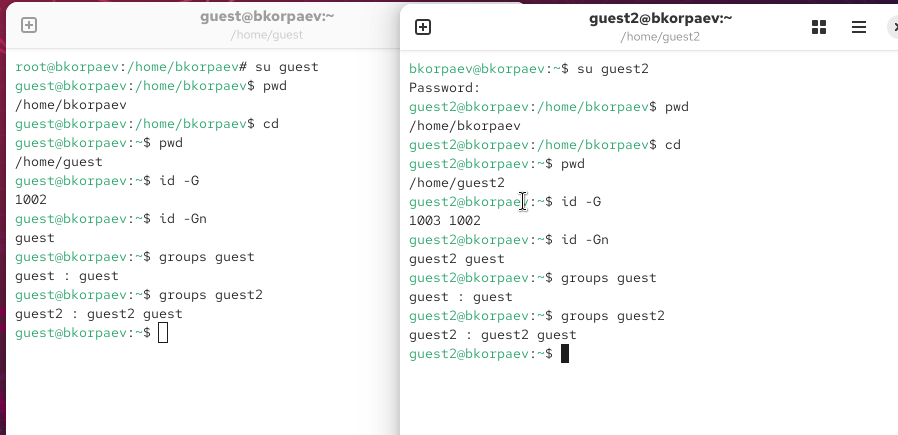 guest@bkorpaev:~
/home/guest
root@bkorpaev:/home/bkorpaev# su guest
guest@bkorpaev:/home/bkorpaev$ pwd
/home/bkorpaev
guest@bkorpaev:/home/bkorpaev$ cd
guest@bkorpaev:~$ pwd
/home/guest
guest@bkorpaev:~$ id -G
1002
guest@bkorpaev:~$ id -Gn
guest
guest@bkorpaev:~$ groups guest
guest : guest
guest@bkorpaev:~$ groups guest2
guest2 : guest2 guest
guest@bkorpaev:~$
guest2@bkorpaev:~
/home/guest2
bkorpaev@bkorpaev:~$ su guest2
Password:
guest2@bkorpaev:/home/bkorpaev$ pwd
/home/bkorpaev
guest2@bkorpaev:/home/bkorpaev$ cd
guest2@bkorpaev:~$ pwd
/home/guest2
guest2@bkorpaev:~$ id -G
1003 1002
guest2@bkorpaev:~$ id -Gn
guest2 guest
guest2@bkorpaev:~$ groups guest
guest : guest
guest2@bkorpaev:~$ groups guest2
guest2 : guest2 guest
guest2@bkorpaev:~$